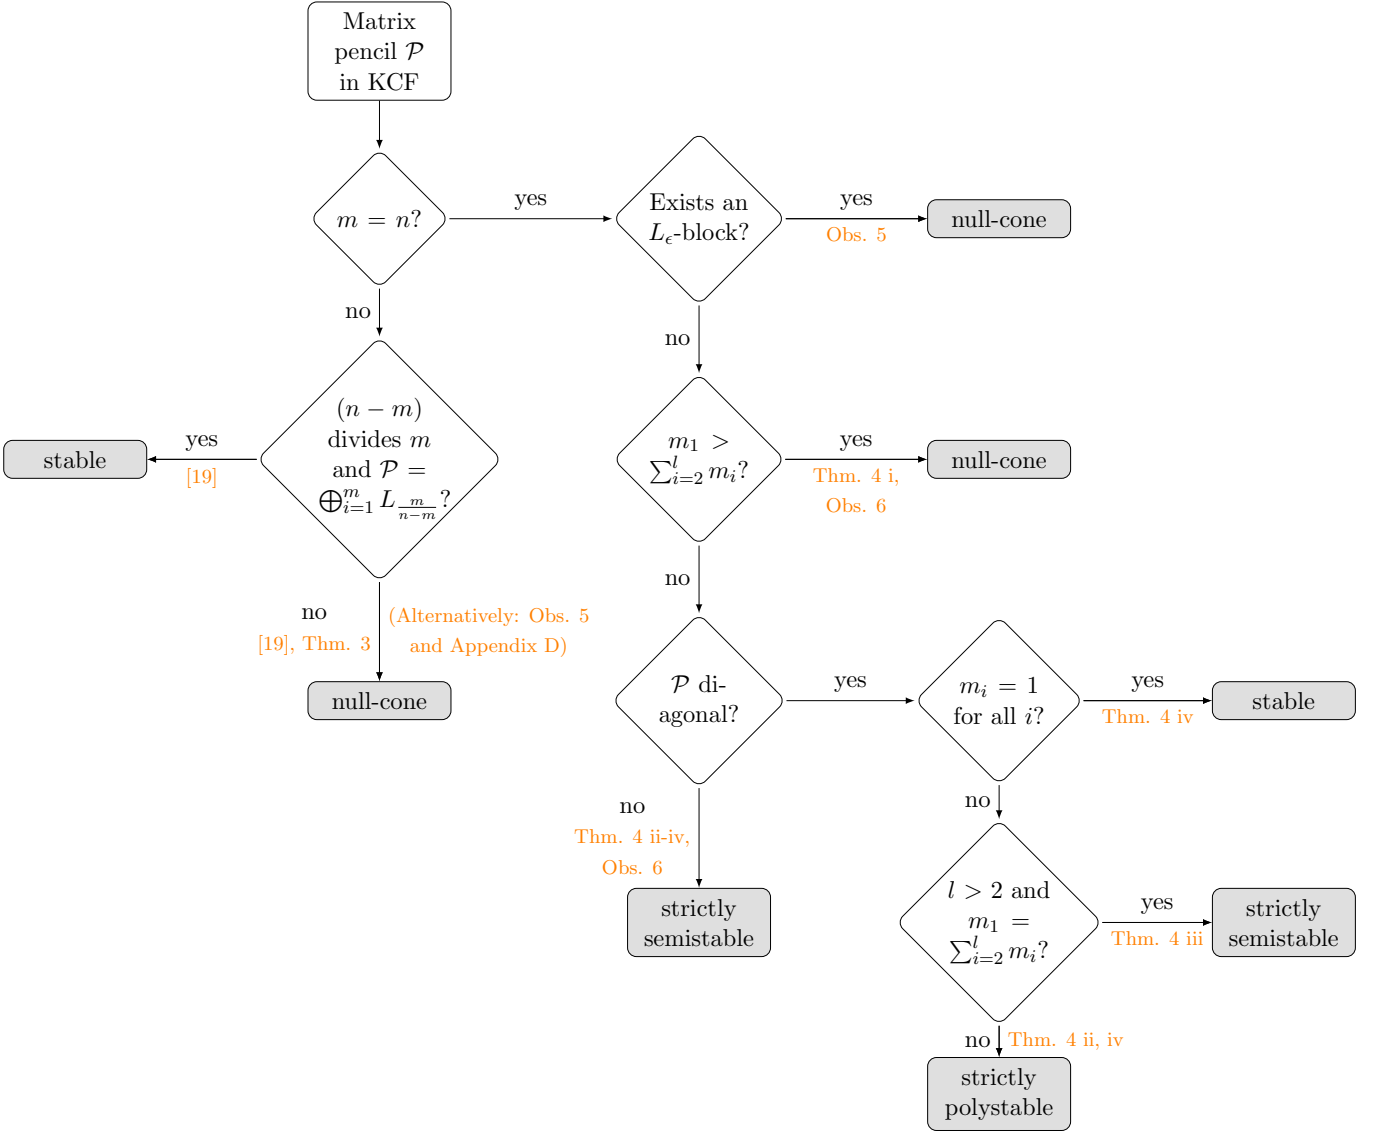 Matrix
pencil 𝒫
in KCF
m = n?
yes
Exists an
L_ϵ-block?
yes
Obs. 5
null-cone
no
no
(n − m)
divides m
and 𝒫 =
⨁_{i=1}^{m} L_{\frac{m}{n−m}}?
yes
[19]
stable
m_1 >
∑_{i=2}^{l} m_i?
yes
Thm. 4 i,
Obs. 6
null-cone
no
no
[19], Thm. 3
(Alternatively: Obs. 5
and Appendix D)
null-cone
𝒫 di-
agonal?
yes
m_i = 1
for all i?
yes
Thm. 4 iv
stable
no
Thm. 4 ii-iv,
Obs. 6
strictly
semistable
no
l > 2 and
m_1 =
∑_{i=2}^{l} m_i?
yes
Thm. 4 iii
strictly
semistable
no
Thm. 4 ii, iv
strictly
polystable